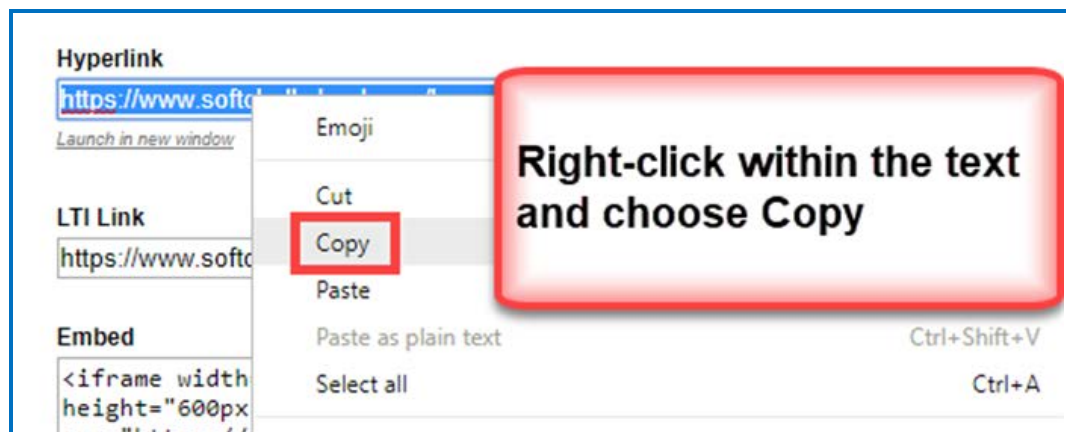 Hyperlink
https://www.softc
Launch in new window
LTI Link
https://www.softc
Embed
<iframe width
height="600px
Emoji
Cut
Copy
Paste
Paste as plain text Ctrl+Shift+V
Select all Ctrl+A
Right-click within the text
and choose Copy